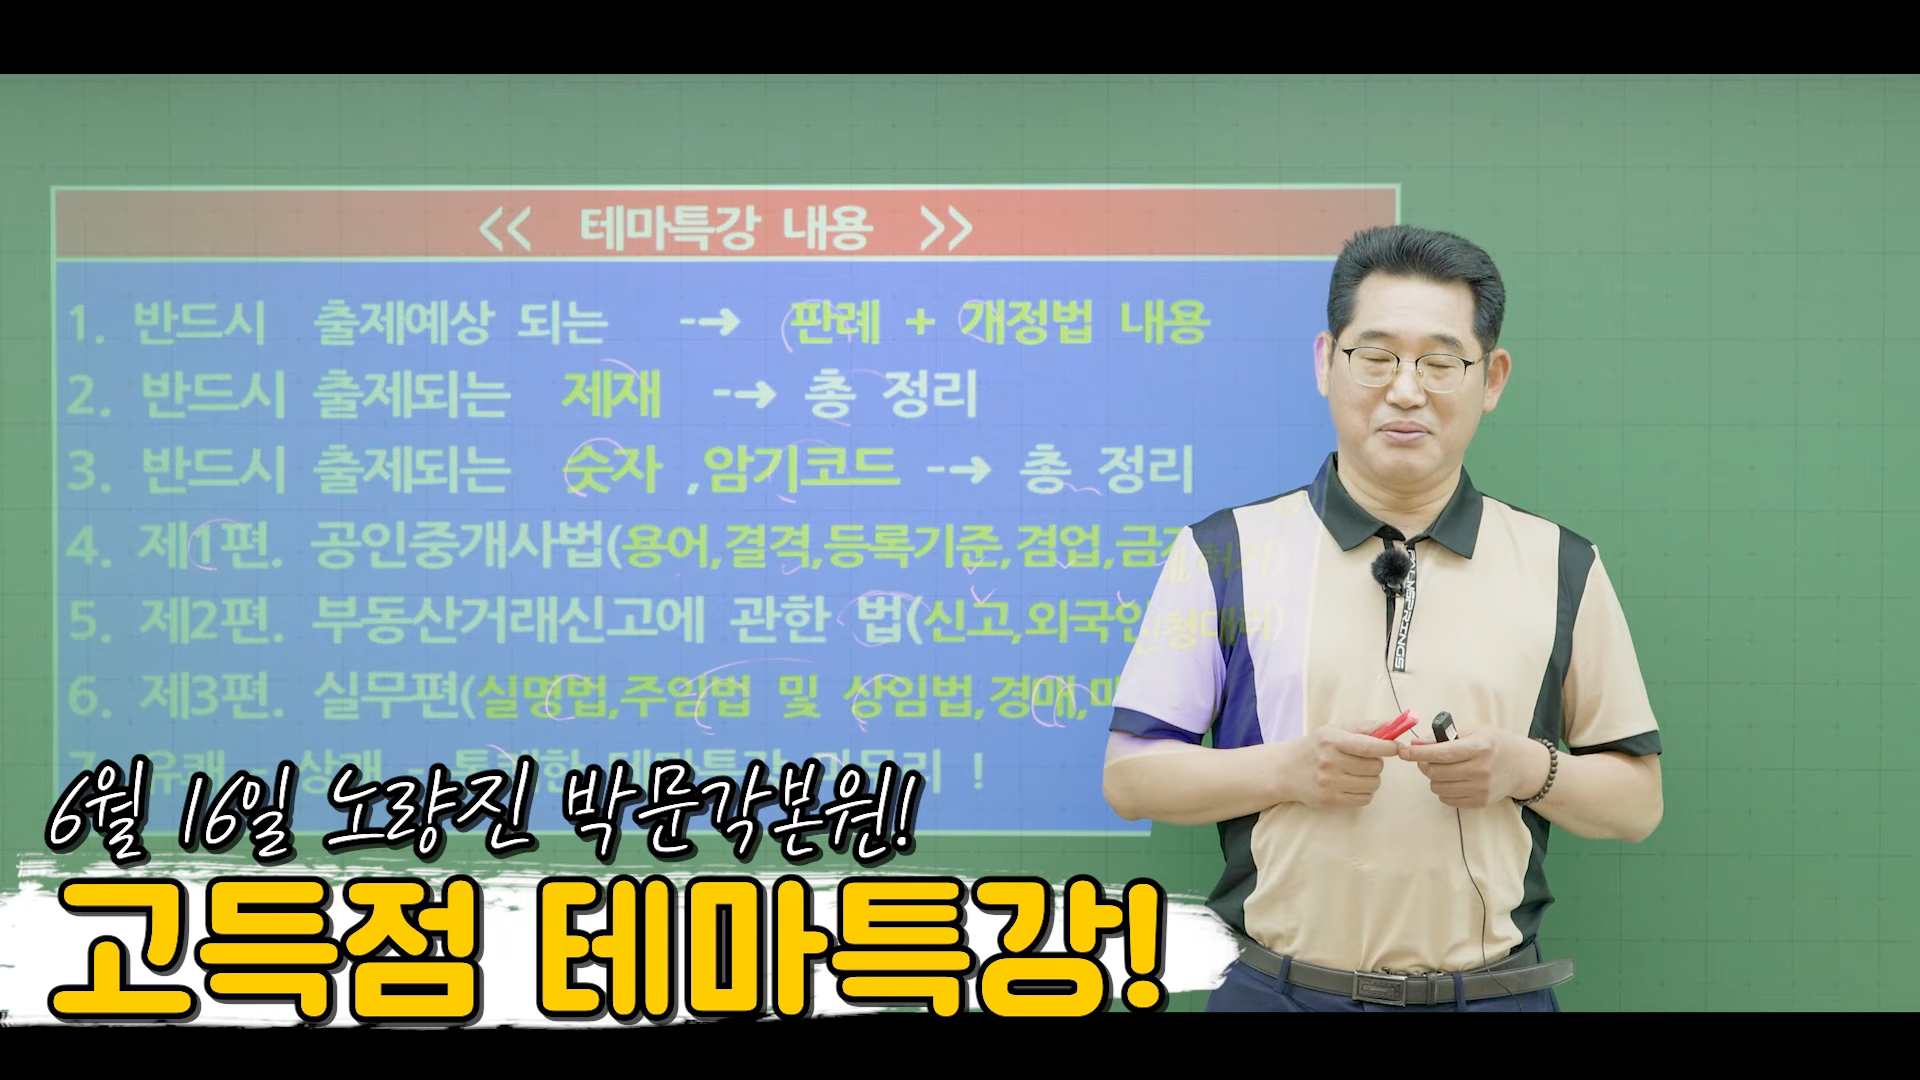 << 테마특강 내용 >>
1. 반드시 출제예상 되는 --→ 판례 + 개정법 내용
2. 반드시 출제되는 제재 --→ 총 정리
3. 반드시 출제되는 숫자 ,암기코드 --→ 총 정리
4. 제1편. 공인중개사법(용어,결격,등록기준,겸업,
5. 제2편. 부동산거래신고에 관한 법(신고,외국인
6. 제3편. 실무편(실명법,주임법 및 상임법,경매,
6월 16일 노량진 박문각본원!
고득점 테마특강!
PALMSPRINGS